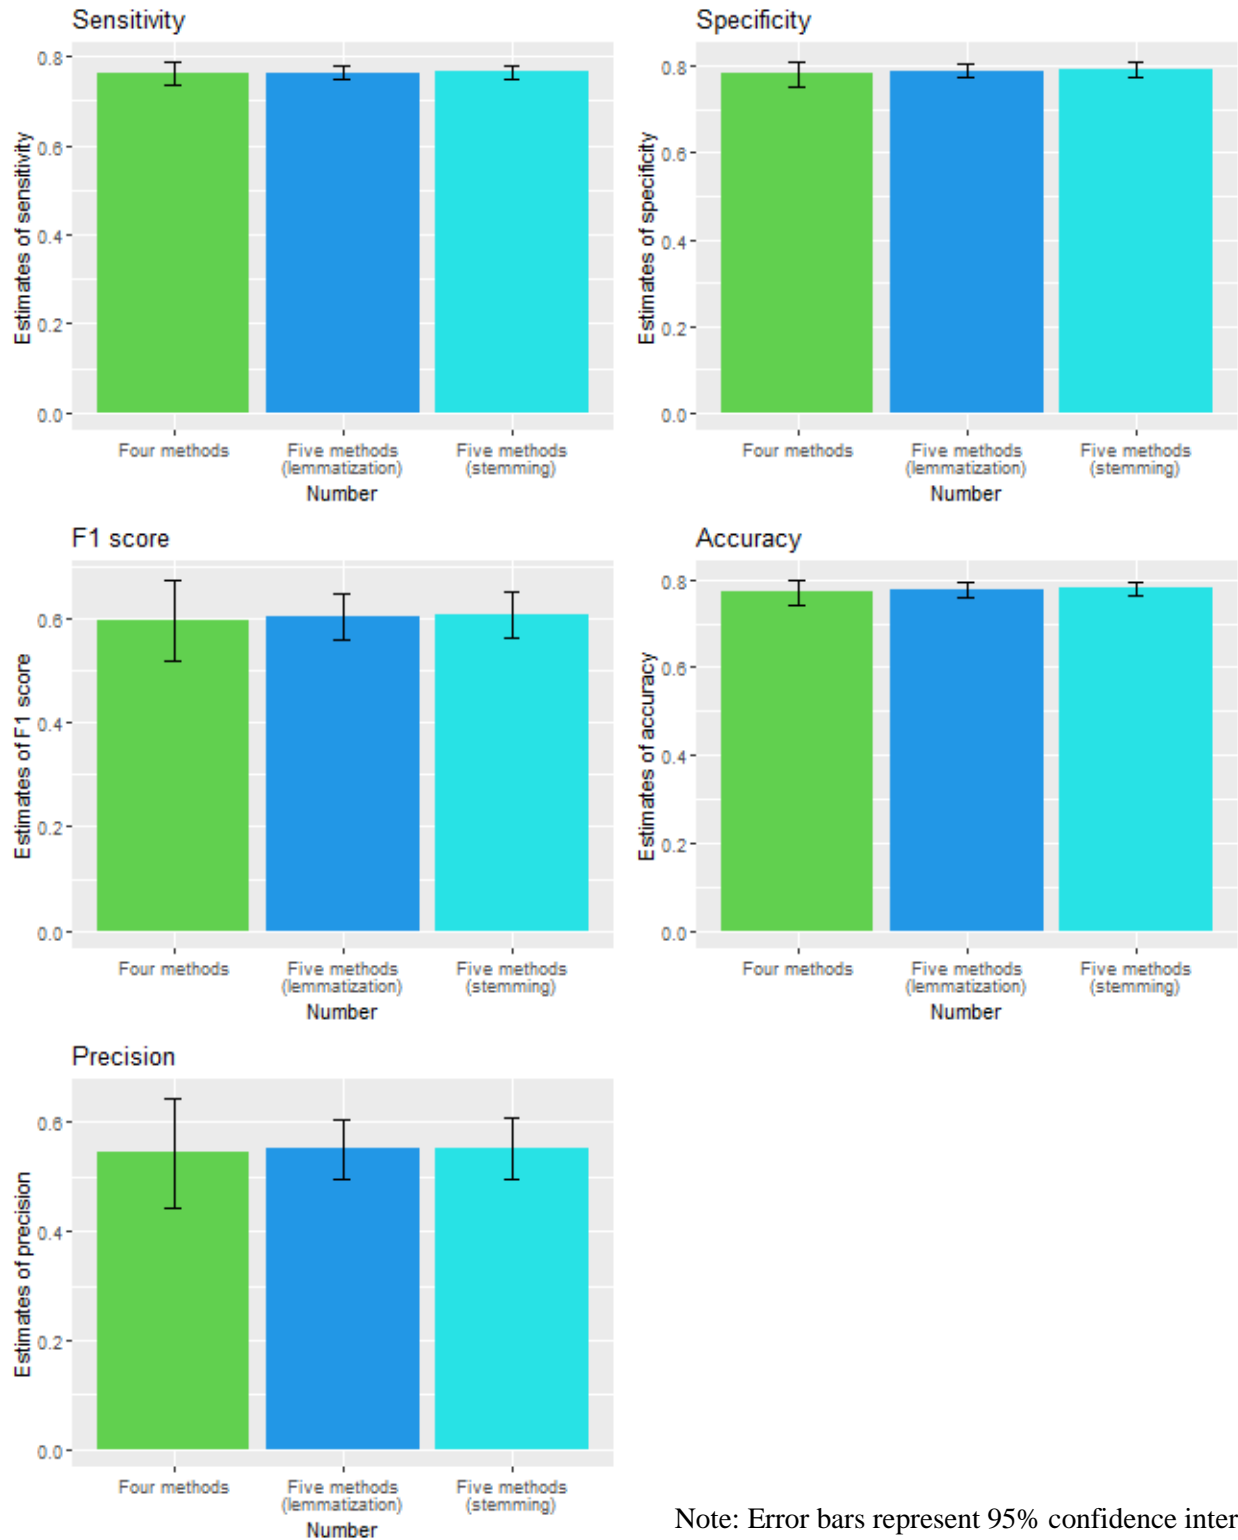 Sensitivity
Estimates of sensitivity
0.8
0.6
0.4
0.2
0.0
Four methods
Five methods
(lemmatization)
Five methods
(stemming)
Number
Specificity
Estimates of specificity
0.8
0.6
0.4
0.2
0.0
Four methods
Five methods
(lemmatization)
Five methods
(stemming)
Number
F1 score
Estimates of F1 score
0.6
0.4
0.2
0.0
Four methods
Five methods
(lemmatization)
Five methods
(stemming)
Number
Accuracy
Estimates of accuracy
0.8
0.6
0.4
0.2
0.0
Four methods
Five methods
(lemmatization)
Five methods
(stemming)
Number
Precision
Estimates of precision
0.6
0.4
0.2
0.0
Four methods
Five methods
(lemmatization)
Five methods
(stemming)
Number
Note: Error bars represent 95% confidence inter